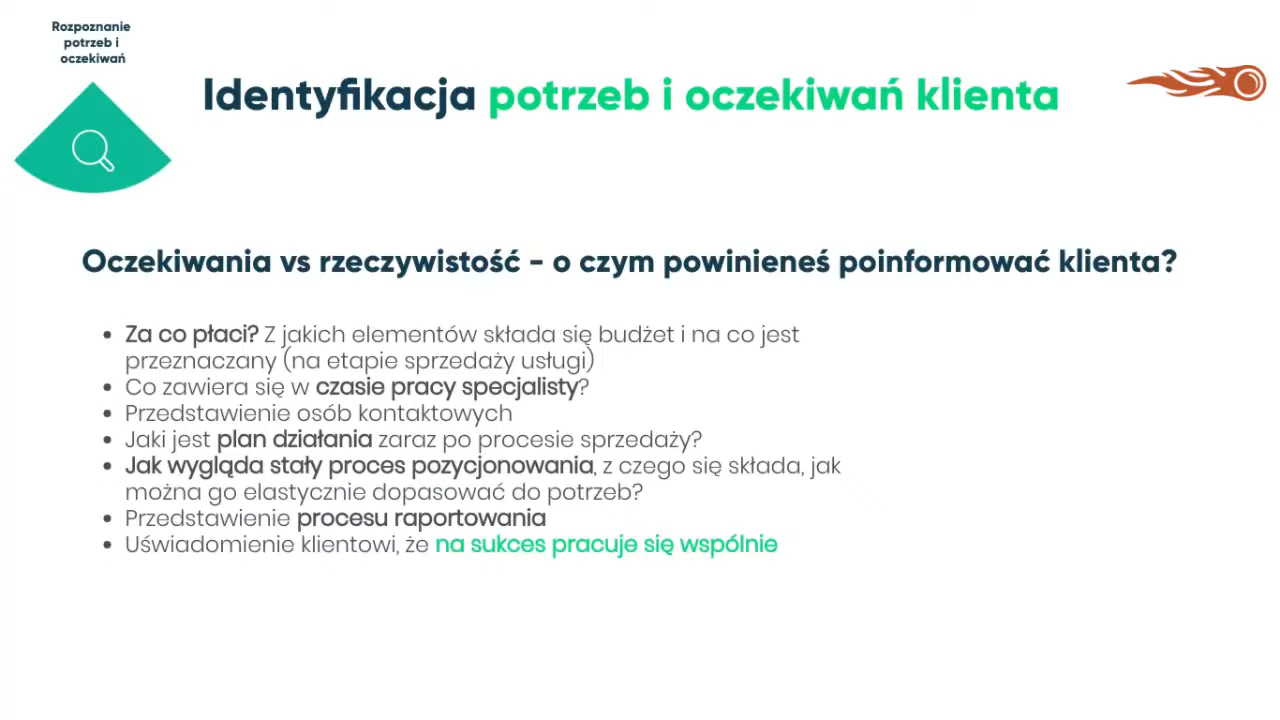 Rozpoznanie
potrzeb i
oczekiwań
Identyfikacja potrzeb i oczekiwań klienta
Oczekiwania vs rzeczywistość - o czym powinieneś poinformować klienta?
• Za co płaci? Z jakich elementów składa się budżet i na co jest
przeznaczany (na etapie sprzedaży usługi)
• Co zawiera się w czasie pracy specjalisty?
• Przedstawienie osób kontaktowych
• Jaki jest plan działania zaraz po procesie sprzedaży?
• Jak wygląda stały proces pozycjonowania, z czego się składa, jak
można go elastycznie dopasować do potrzeb?
• Przedstawienie procesu raportowania
• Uświadomienie klientowi, że na sukces pracuje się wspólnie